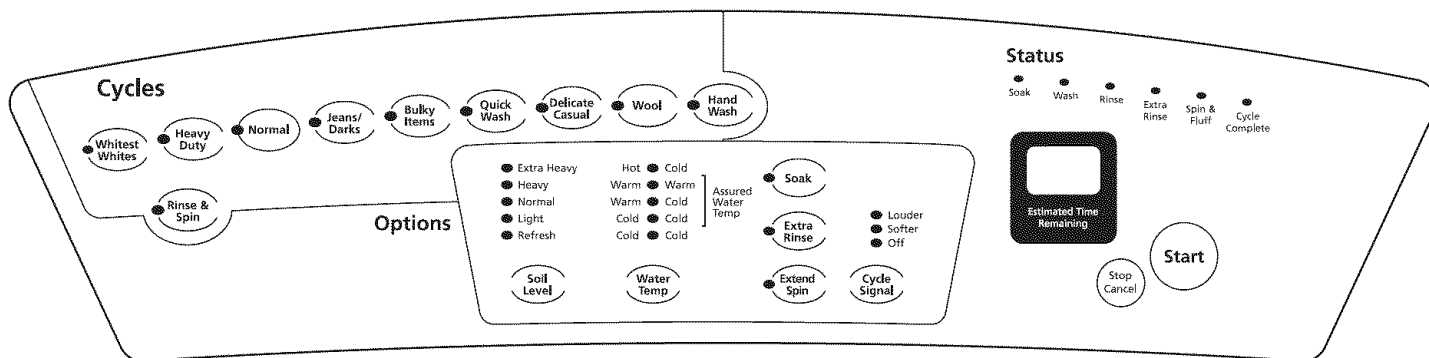 Cycles
Whitest
Whites
Heavy
Duty
Normal
Jeans/
Darks
Bulky
Items
Quick
Wash
Delicate
Casual
Wool
Hand
Wash
Rinse &
Spin
Options
Extra Heavy
Heavy
Normal
Light
Refresh
Soil
Level
Hot Cold
Warm Warm
Warm Cold
Cold Cold
Cold Cold
Assured
Water
Temp
Water
Temp
Soak
Extra
Rinse
Extend
Spin
Louder
Softer
Off
Cycle
Signal
Status
Soak
Wash
Rinse
Extra
Rinse
Spin &
Fluff
Cycle
Complete
Estimated Time
Remaining
Stop
Cancel
Start